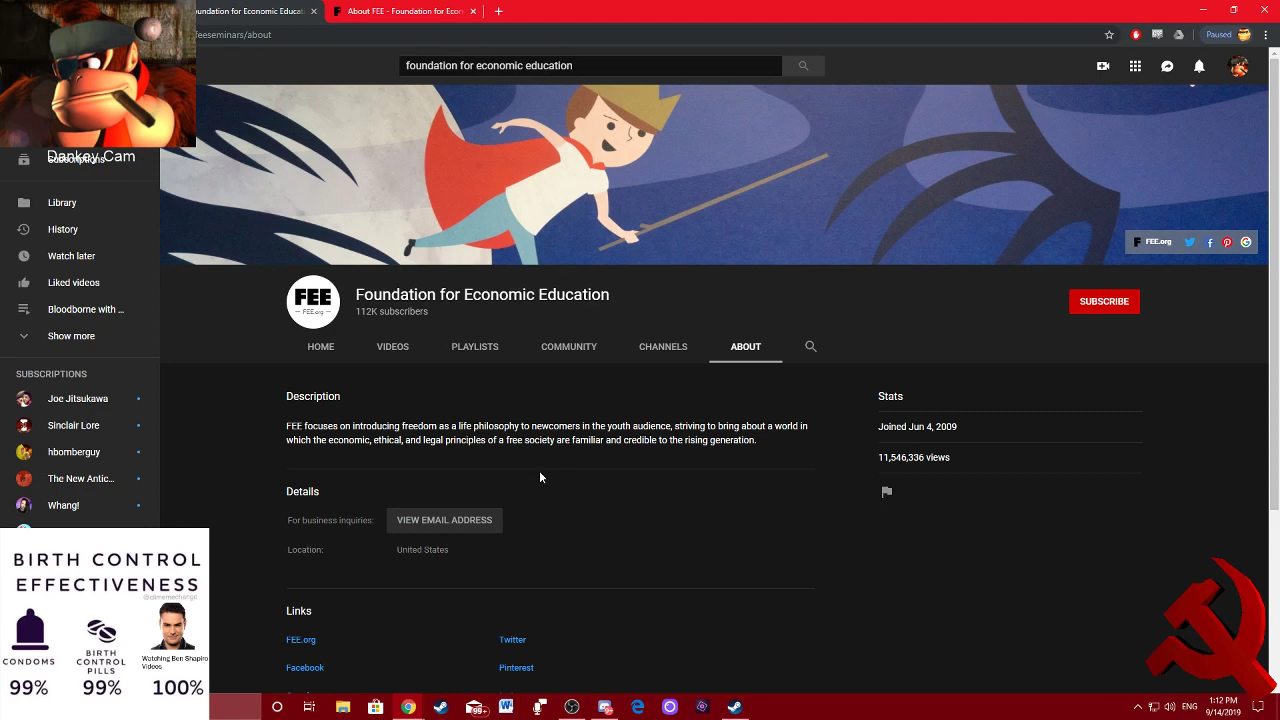 About FEE - Foundation for Econ
feeseminars/about
Paused
foundation for economic education
Dankey Cam
Subscriptions
Library
History
Watch later
Liked videos
Bloodborne with ...
Show more
SUBSCRIPTIONS
Joe Jitsukawa
Sinclair Lore
hbomberguy
The New Antic...
Whang!
FEE.org
FEE
FEE.org
Foundation for Economic Education
112K subscribers
SUBSCRIBE
HOME VIDEOS PLAYLISTS COMMUNITY CHANNELS ABOUT
Description
FEE focuses on introducing freedom as a life philosophy to newcomers in the youth audience, striving to bring about a world in
which the economic, ethical, and legal principles of a free society are familiar and credible to the rising generation.
Stats
Joined Jun 4, 2009
11,546,336 views
Details
For business inquiries: VIEW EMAIL ADDRESS
Location: United States
Links
FEE.org Twitter
Facebook Pinterest
BIRTH CONTROL
EFFECTIVENESS
CONDOMS
99%
BIRTH
CONTROL
PILLS
99%
Watching Ben Shapiro
Videos
100%
99+
1:12 PM
9/14/2019